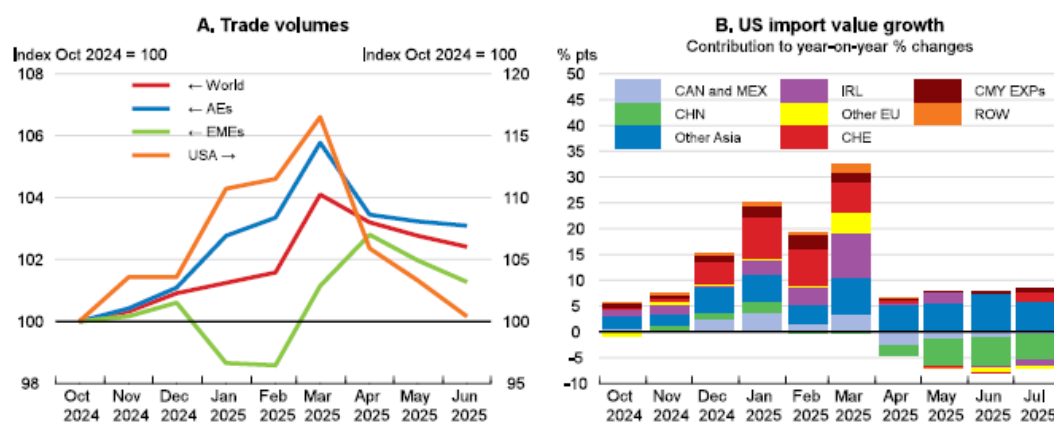 A. Trade volumes
Index Oct 2024 = 100
Index Oct 2024 = 100
108
106
104
102
100
98
120
115
110
105
100
95
← World
← AEs
← EMEs
USA →
Oct 2024
Nov 2024
Dec 2024
Jan 2025
Feb 2025
Mar 2025
Apr 2025
May 2025
Jun 2025
B. US import value growth
Contribution to year-on-year % changes
% pts
50
45
40
35
30
25
20
15
10
5
0
-5
-10
CAN and MEX
CHN
Other Asia
IRL
Other EU
CHE
CMY EXPs
ROW
Oct 2024
Nov 2024
Dec 2024
Jan 2025
Feb 2025
Mar 2025
Apr 2025
May 2025
Jun 2025
Jul 2025